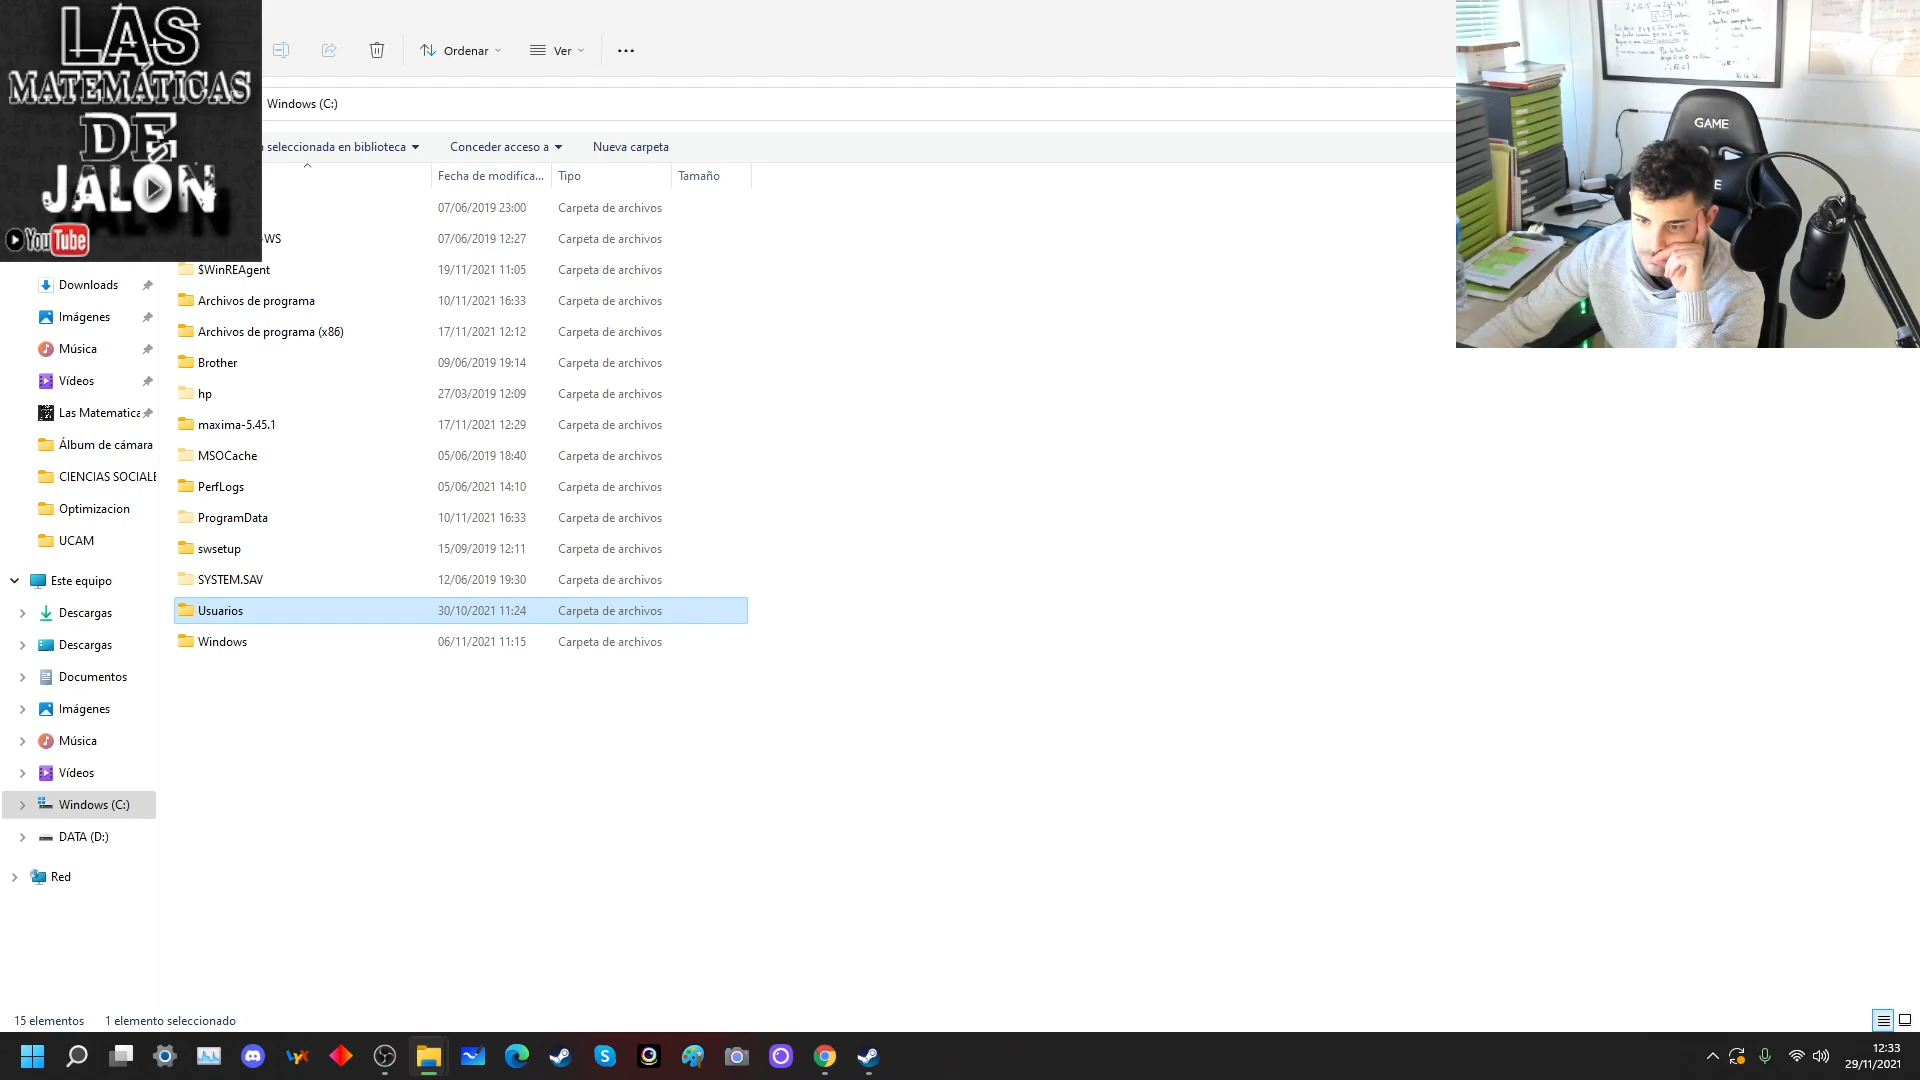 LAS
MATEMÁTICAS
DE
JALÓN
YouTube
Ordenar
Ver
Windows (C:)
seleccionada en biblioteca
Conceder acceso a
Nueva carpeta
Fecha de modifica...
Tipo
Tamaño
07/06/2019 23:00
Carpeta de archivos
WS
07/06/2019 12:27
Carpeta de archivos
$WinREAgent
19/11/2021 11:05
Carpeta de archivos
Archivos de programa
10/11/2021 16:33
Carpeta de archivos
Archivos de programa (x86)
17/11/2021 12:12
Carpeta de archivos
Brother
09/06/2019 19:14
Carpeta de archivos
hp
27/03/2019 12:09
Carpeta de archivos
maxima-5.45.1
17/11/2021 12:29
Carpeta de archivos
MSOCache
05/06/2019 18:40
Carpeta de archivos
PerfLogs
05/06/2021 14:10
Carpeta de archivos
ProgramData
10/11/2021 16:33
Carpeta de archivos
swsetup
15/09/2019 12:11
Carpeta de archivos
SYSTEM.SAV
12/06/2019 19:30
Carpeta de archivos
Usuarios
30/10/2021 11:24
Carpeta de archivos
Windows
06/11/2021 11:15
Carpeta de archivos
Downloads
Imágenes
Música
Vídeos
Las Matematica
Álbum de cámara
CIENCIAS SOCIALE
Optimizacion
UCAM
Este equipo
Descargas
Descargas
Documentos
Imágenes
Música
Vídeos
Windows (C:)
DATA (D:)
Red
15 elementos
1 elemento seleccionado
GAME
12:33
29/11/2021